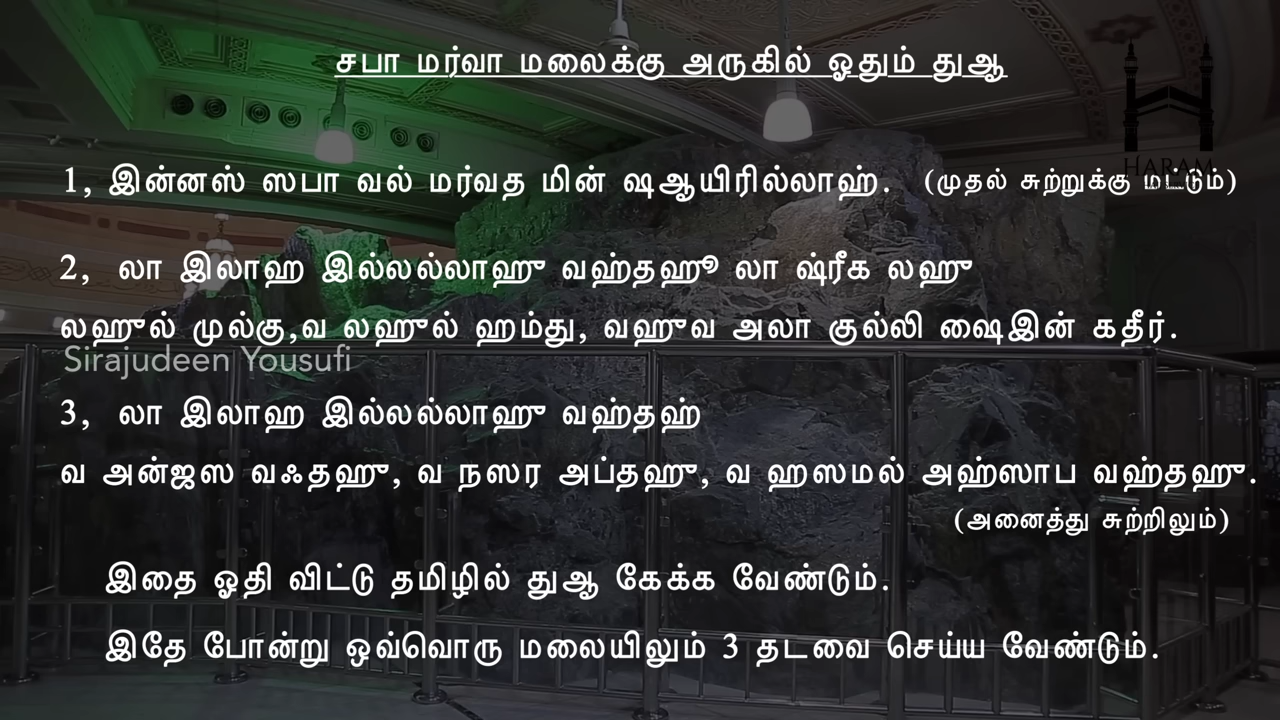 சபா மர்வா மலைக்கு அருகில் ஓதும் துஆ
HARAM
1, இன்னஸ் ஸபா வல் மர்வத மின் ஷஆயிரில்லாஹ். (முதல் சுற்றுக்கு மட்டும்)
2, லா இலாஹ இல்லல்லாஹு வஹ்தஹூ லா ஷ்ரீக லஹு
லஹுல் முல்கு,வ லஹுல் ஹம்து, வஹுவ அலா குல்லி ஷைஇன் கதீர்.
Sirajudeen Yousufi
3, லா இலாஹ இல்லல்லாஹு வஹ்தஹ்
வ அன்ஜஸ வஃதஹு, வ நஸர அப்தஹு, வ ஹஸமல் அஹ்ஸாப வஹ்தஹு.
(அனைத்து சுற்றிலும்)
இதை ஓதி விட்டு தமிழில் துஆ கேக்க வேண்டும்.
இதே போன்று ஒவ்வொரு மலையிலும் 3 தடவை செய்ய வேண்டும்.